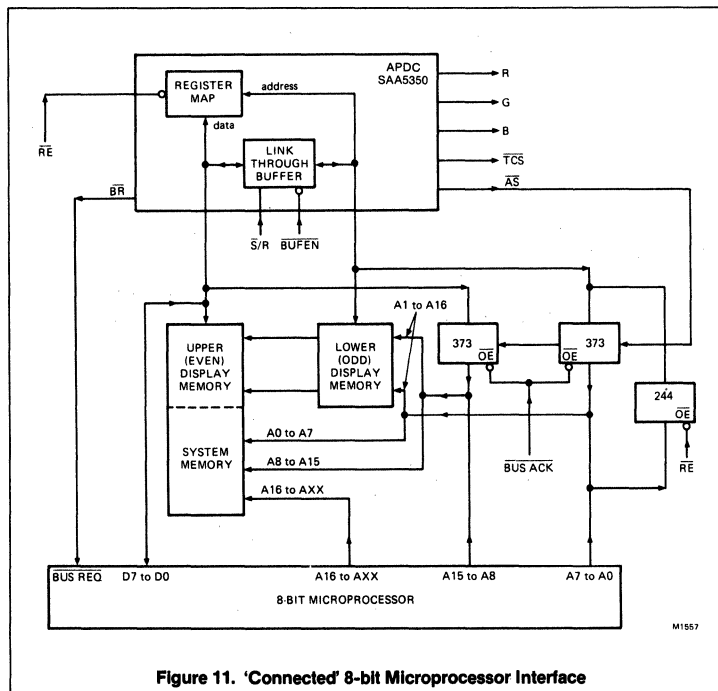 APDC
SAA5350
REGISTER
MAP
address
data
LINK
THROUGH
BUFFER
R
G
B
TCS
AS
RE
BR
S/R
BUFEN
A1 to A16
UPPER
(EVEN)
DISPLAY
MEMORY
LOWER
(ODD)
DISPLAY
MEMORY
373
OE
373
OE
244
OE
SYSTEM
MEMORY
A0 to A7
A8 to A15
A16 to AXX
BUS ACK
RE
BUS REQ
D7 to D0
A16 to AXX
A15 to A8
A7 to A0
8-BIT MICROPROCESSOR
M1557
Figure 11. 'Connected' 8-bit Microprocessor Interface